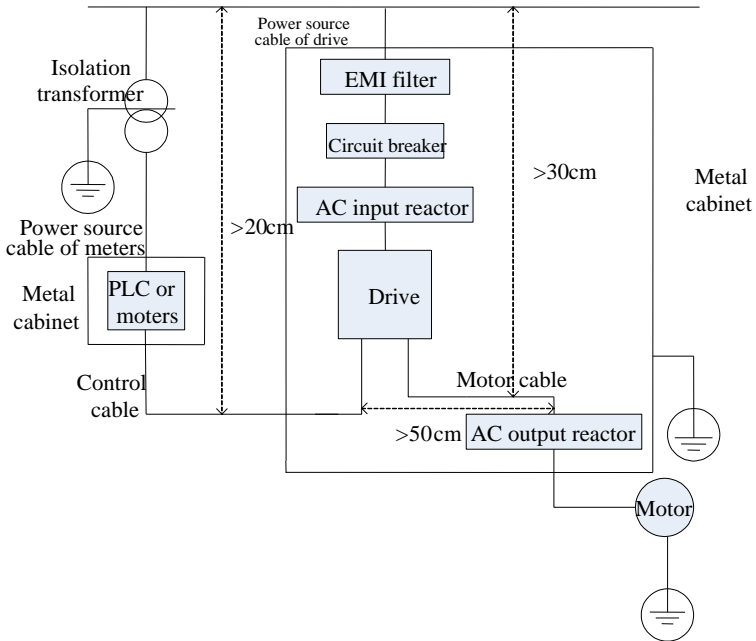 Power source
cable of drive
Isolation
transformer
EMI filter
Circuit breaker
>30cm
Metal
cabinet
AC input reactor
Power source
cable of meters
>20cm
PLC or
moters
Metal
cabinet
Drive
Control
cable
Motor cable
>50cm
AC output reactor
Motor